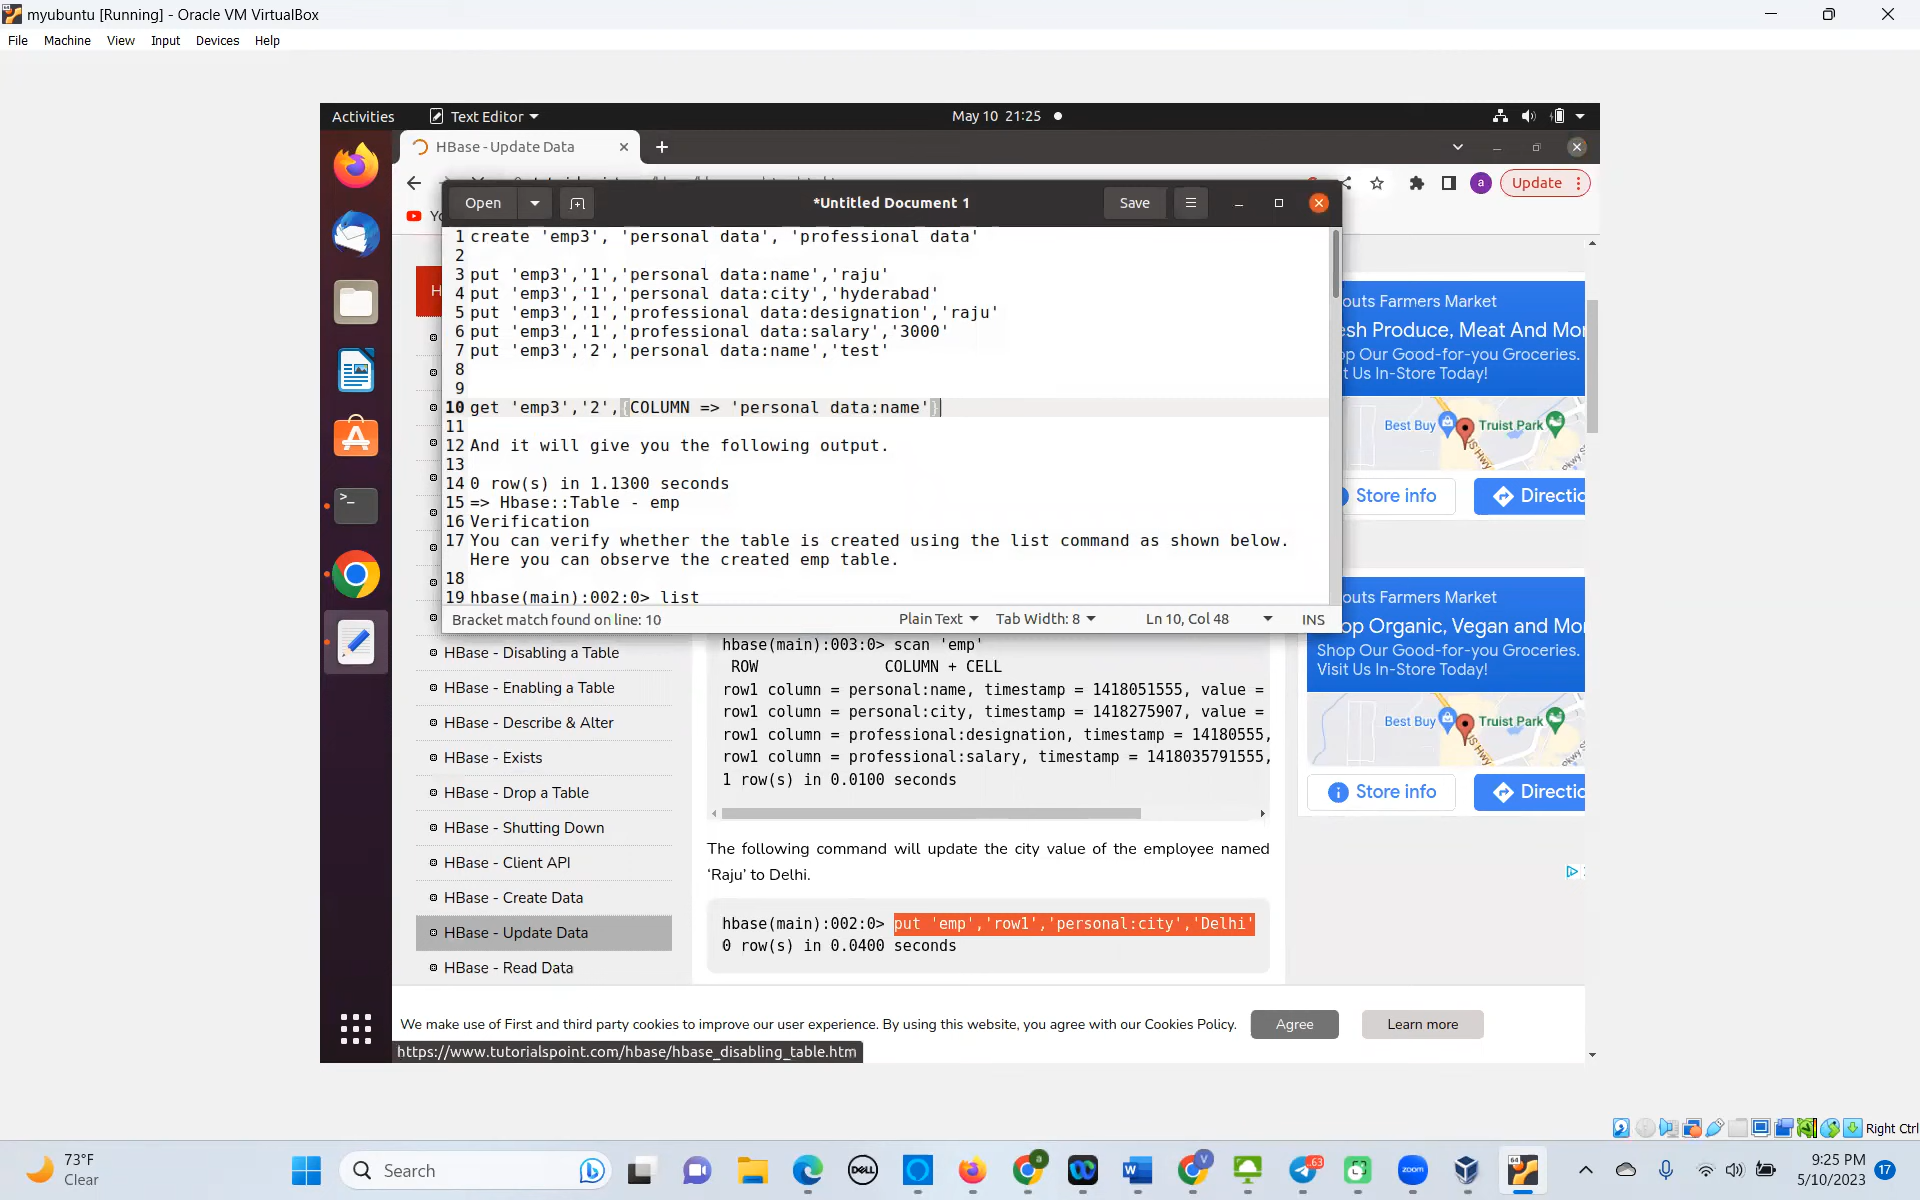 myubuntu [Running] - Oracle VM VirtualBox
File Machine View Input Devices Help
Activities Text Editor May 10 21:25
HBase - Update Data
Update
a
Open *Untitled Document 1 Save
1 create 'emp3', 'personal data', 'professional data'
2
3 put 'emp3','1','personal data:name','raju'
4 put 'emp3','1','personal data:city','hyderabad'
5 put 'emp3','1','professional data:designation','raju'
6 put 'emp3','1','professional data:salary','3000'
7 put 'emp3','2','personal data:name','test'
8
9
10 get 'emp3','2',{COLUMN => 'personal data:name'}
11
12 And it will give you the following output.
13
14 0 row(s) in 1.1300 seconds
15 => Hbase::Table - emp
16 Verification
17 You can verify whether the table is created using the list command as shown below.
Here you can observe the created emp table.
18
19 hbase(main):002:0> list
Bracket match found on line: 10 Plain Text Tab Width: 8 Ln 10, Col 48 INS
HBase - Disabling a Table
HBase - Enabling a Table
HBase - Describe & Alter
HBase - Exists
HBase - Drop a Table
HBase - Shutting Down
HBase - Client API
HBase - Create Data
HBase - Update Data
HBase - Read Data
hbase(main):003:0> scan 'emp'
ROW COLUMN + CELL
row1 column = personal:name, timestamp = 1418051555, value =
row1 column = personal:city, timestamp = 1418275907, value =
row1 column = professional:designation, timestamp = 14180555,
row1 column = professional:salary, timestamp = 1418035791555,
1 row(s) in 0.0100 seconds
The following command will update the city value of the employee named
‘Raju’ to Delhi.
hbase(main):002:0> put 'emp','row1','personal:city','Delhi'
0 row(s) in 0.0400 seconds
outs Farmers Market
esh Produce, Meat And Mor
op Our Good-for-you Groceries.
it Us In-Store Today!
Best Buy Truist Park
Store info Directio
outs Farmers Market
op Organic, Vegan and Mor
Shop Our Good-for-you Groceries.
Visit Us In-Store Today!
Best Buy Truist Park
Store info Directio
We make use of First and third party cookies to improve our user experience. By using this website, you agree with our Cookies Policy. Agree Learn more
https://www.tutorialspoint.com/hbase/hbase_disabling_table.htm
Right Ctrl
73°F
Clear
Search
DELL
63
zoom
9:25 PM
5/10/2023
17